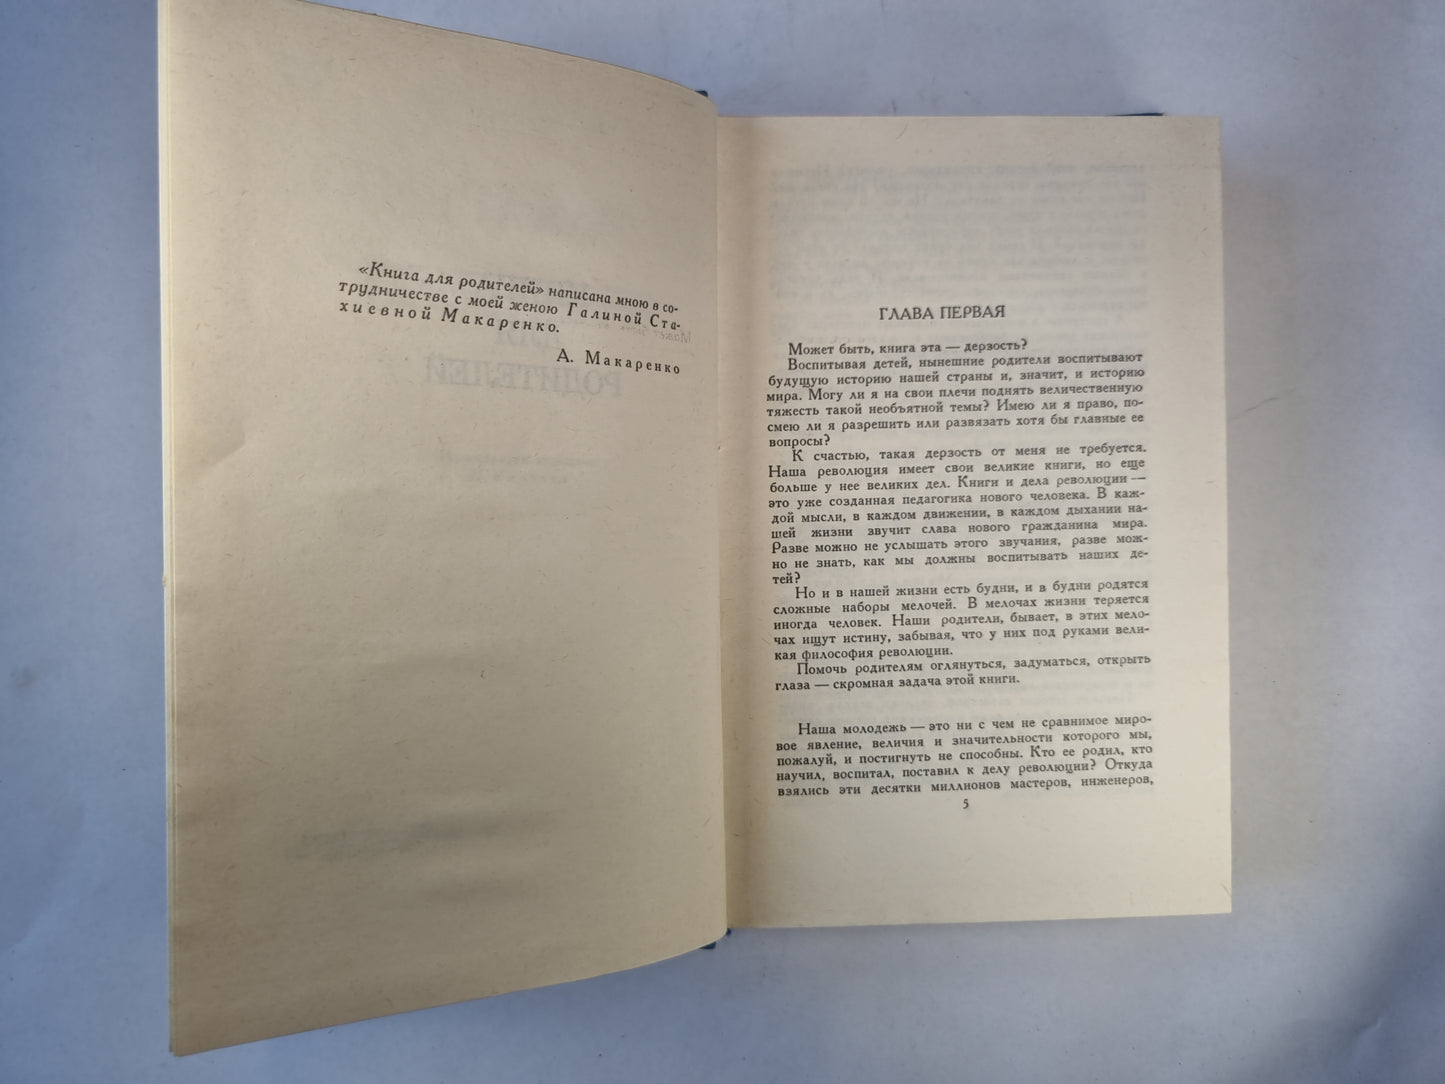 «Книга для родителей» написана мною в со-
трудничестве с моей женою Галиной Ста-
хиевной Макаренко.
А. Макаренко
ГЛАВА ПЕРВАЯ
Может быть, книга эта — дерзость?
Воспитывая детей, нынешние родители воспитывают
будущую историю нашей страны и, значит, и историю
мира. Могу ли я на свои плечи поднять величественную
тяжесть такой необъятной темы? Имею ли я право, по-
смею ли я разрешить или развязать хотя бы главные ее
вопросы?
К счастью, такая дерзость от меня не требуется.
Наша революция имеет свои великие книги, но еще
больше у нее великих дел. Книги и дела революции —
это уже созданная педагогика нового человека. В каж-
дой мысли, в каждом движении, в каждом дыхании на-
шей жизни звучит слава нового гражданина мира.
Разве можно не услышать этого звучания, разве мож-
но не знать, как мы должны воспитывать наших де-
тей?
Но и в нашей жизни есть будни, и в будни родятся
сложные наборы мелочей. В мелочах жизни теряется
иногда человек. Наши родители, бывает, в этих мело-
чах ищут истину, забывая, что у них под руками вели-
кая философия революции.
Помочь родителям оглянуться, задуматься, открыть
глаза — скромная задача этой книги.
Наша молодежь — это ни с чем не сравнимое миро-
вое явление, величия и значительности которого мы,
пожалуй, и постигнуть не способны. Кто ее родил, кто
научил, воспитал, поставил к делу революции? Откуда
взялись эти десятки миллионов мастеров, инженеров,
5